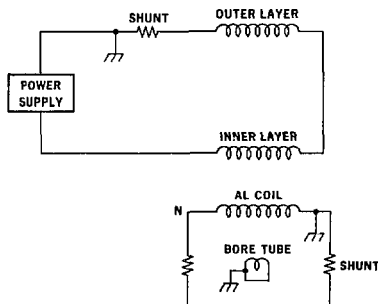 SHUNT
OUTER LAYER
POWER
SUPPLY
INNER LAYER
AL COIL
N
BORE TUBE
SHUNT